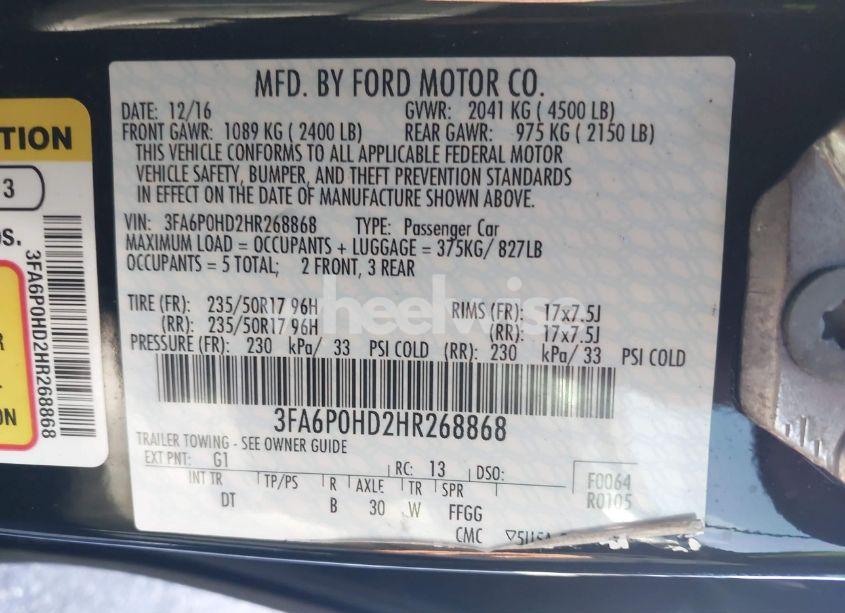 MFD. BY FORD MOTOR CO.
DATE: 12/16 GVWR: 2041 KG ( 4500 LB)
FRONT GAWR: 1089 KG ( 2400 LB) REAR GAWR: 975 KG ( 2150 LB)
THIS VEHICLE CONFORMS TO ALL APPLICABLE FEDERAL MOTOR
VEHICLE SAFETY, BUMPER, AND THEFT PREVENTION STANDARDS
IN EFFECT ON THE DATE OF MANUFACTURE SHOWN ABOVE.
VIN: 3FA6P0HD2HR268868 TYPE: Passenger Car
MAXIMUM LOAD = OCCUPANTS + LUGGAGE = 375KG/ 827LB
OCCUPANTS = 5 TOTAL; 2 FRONT, 3 REAR
TIRE (FR): 235/50R17 96H RIMS (FR): 17x7.5J
(RR): 235/50R17 96H (RR): 17x7.5J
PRESSURE (FR): 230 kPa/ 33 PSI COLD (RR): 230 kPa/ 33 PSI COLD
3FA6P0HD2HR268868
TRAILER TOWING - SEE OWNER GUIDE
EXT PNT: G1 RC: 13 DSO:
INT TR TP/PS R AXLE TR SPR F0064
DT B 30 W FFGG R0105
CMC
3
3FA6P0HD2HR268868